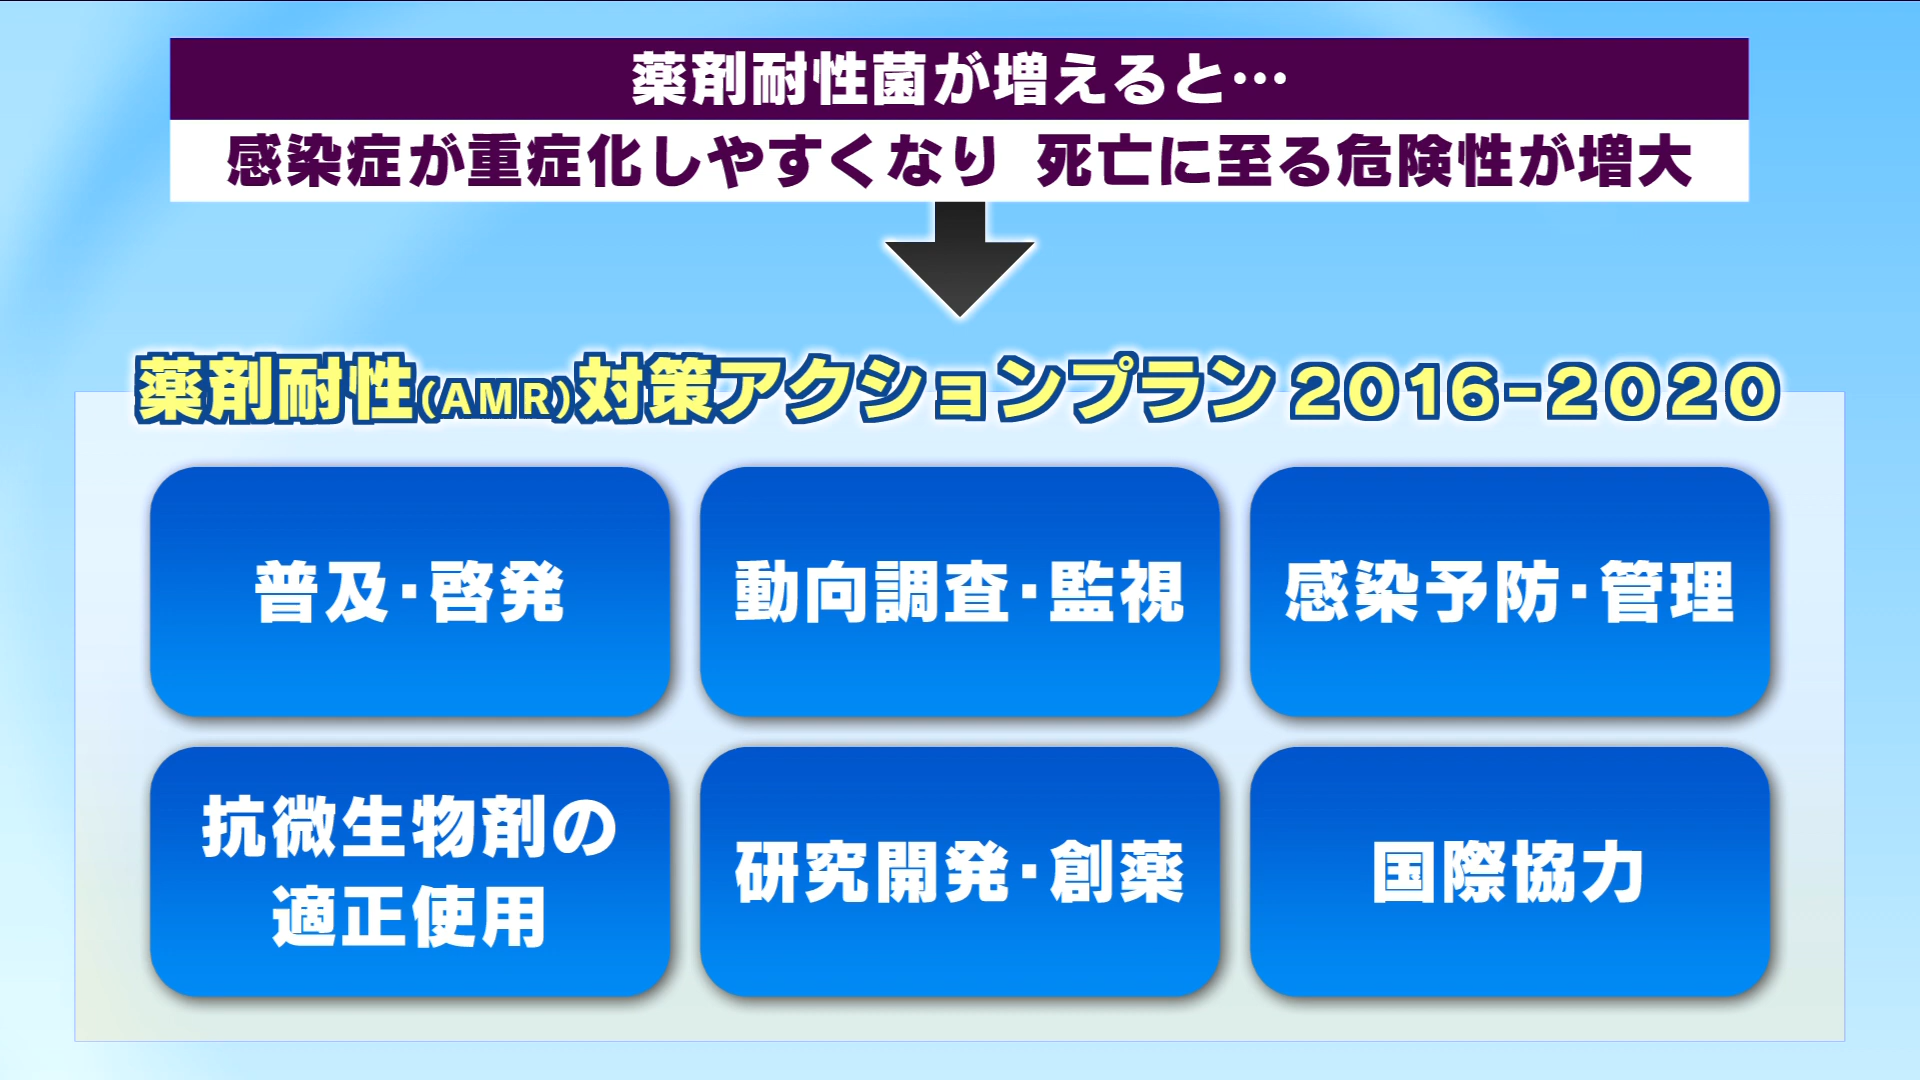 薬剤耐性菌が増えると…
感染症が重症化しやすくなり 死亡に至る危険性が増大
薬剤耐性(AMR)対策アクションプラン 2016-2020
普及・啓発
動向調査・監視
感染予防・管理
抗微生物剤の
適正使用
研究開発・創薬
国際協力